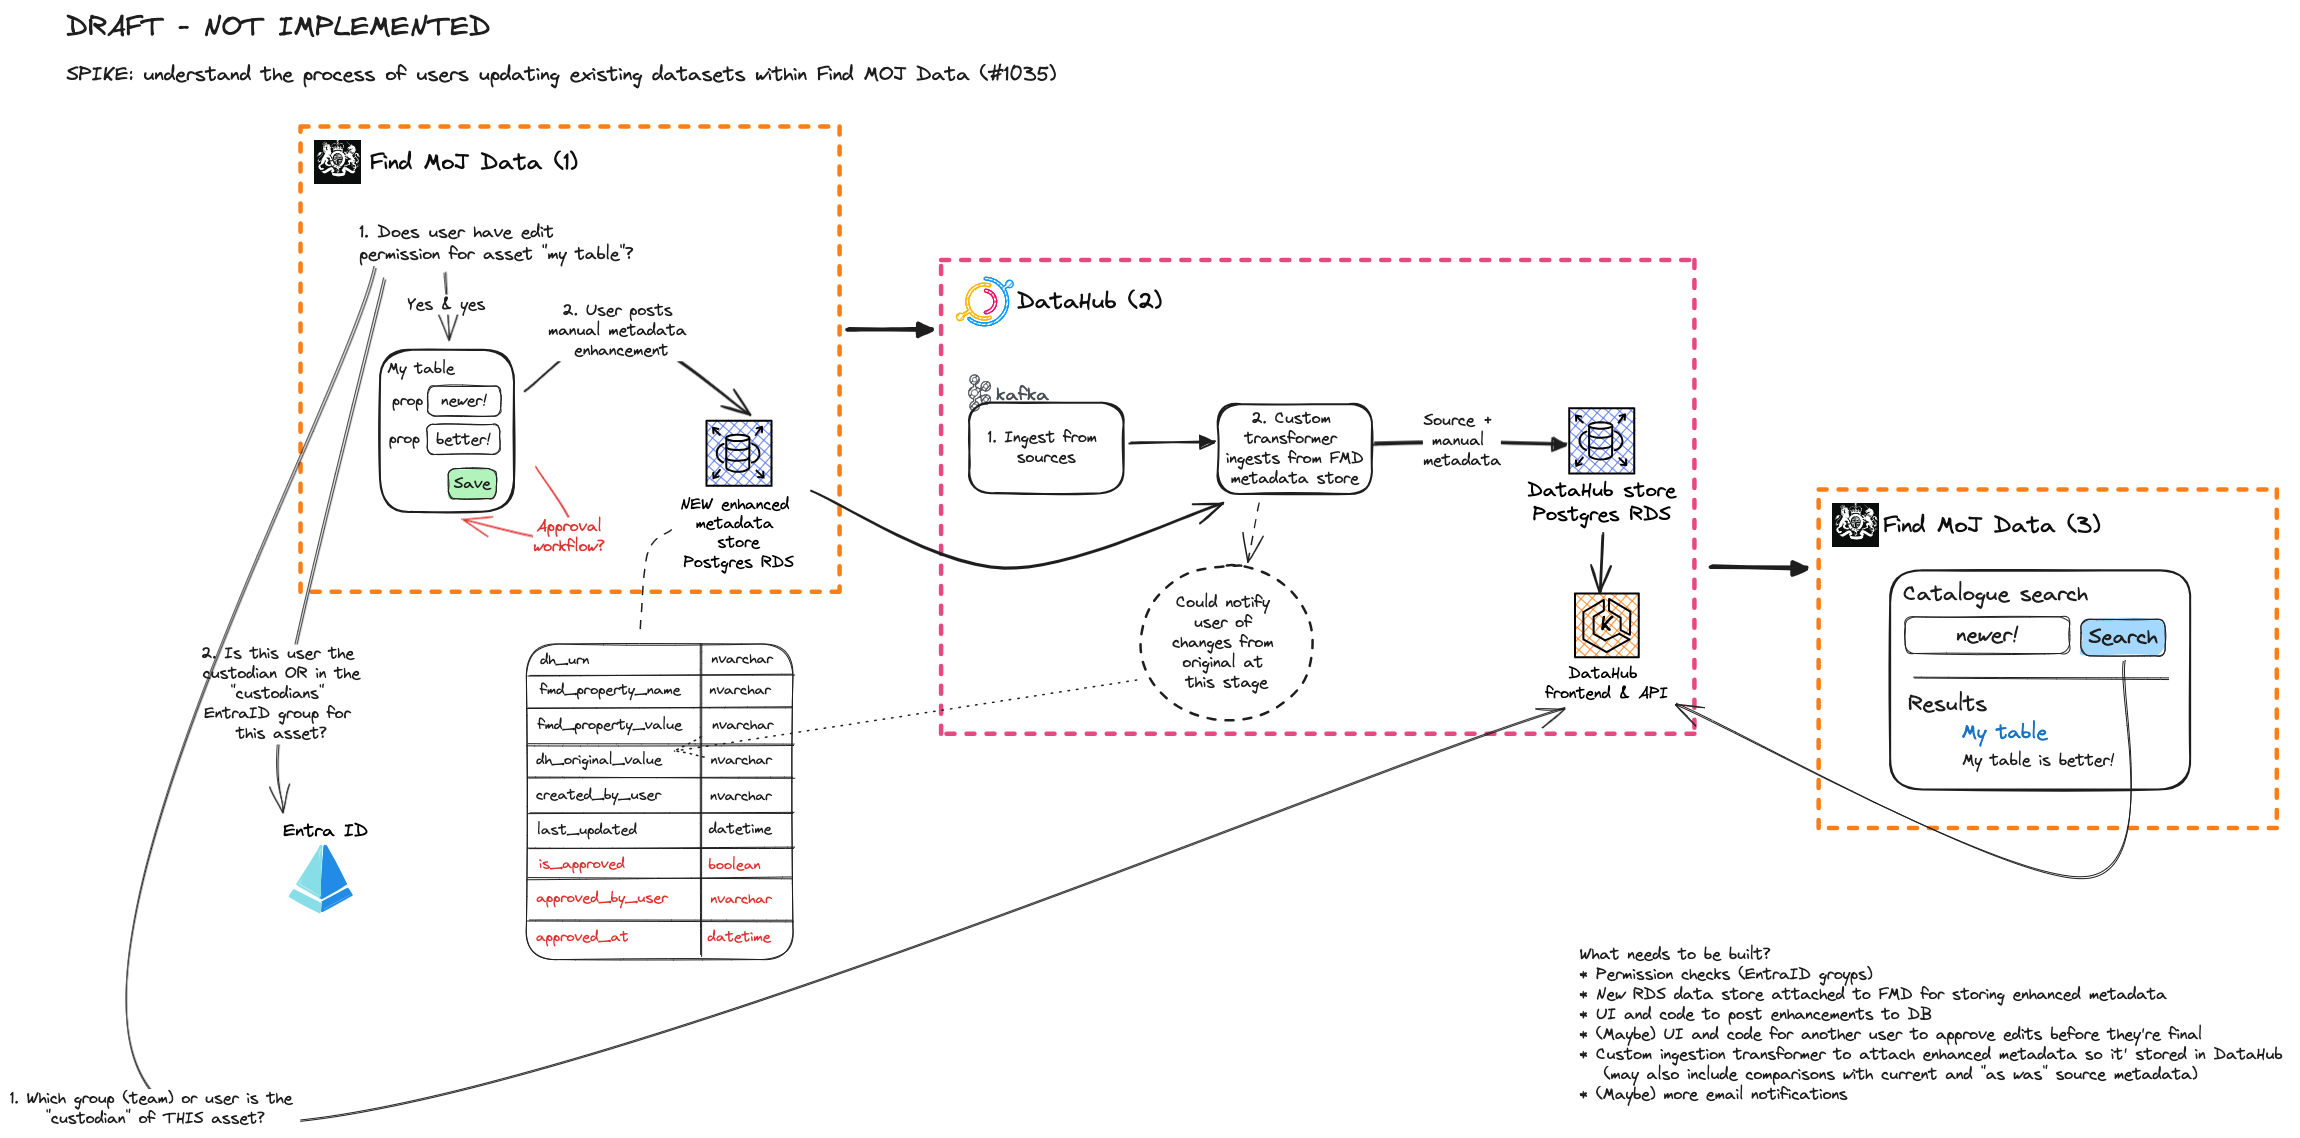 DRAFT - NOT IMPLEMENTED
SPIKE: understand the process of users updating existing datasets within Find MOJ Data (#1035)
Find MoJ Data (1)
1. Does user have edit
permission for asset "my table"?
Yes & yes
2. User posts
manual metadata
enhancement
My table
prop newer!
prop better!
Save
Approval
workflow?
NEW enhanced
metadata
store
Postgres RDS
2. Is this user the
custodian OR in the
"custodians"
EntraID group for
this asset?
Entra ID
1. Which group (team) or user is the
"custodian" of THIS asset?
dh_urn nvarchar
fmd_property_name nvarchar
fmd_property_value nvarchar
dh_original_value nvarchar
created_by_user nvarchar
last_updated datetime
is_approved boolean
approved_by_user nvarchar
approved_at datetime
DataHub (2)
kafka
1. Ingest from
sources
2. Custom
transformer
ingests from FMD
metadata store
Source +
manual
metadata
DataHub store
Postgres RDS
Could notify
user of
changes from
original at
this stage
K
DataHub
frontend & API
Find MoJ Data (3)
Catalogue search
newer! Search
Results
My table
My table is better!
What needs to be built?
* Permission checks (EntraID groups)
* New RDS data store attached to FMD for storing enhanced metadata
* UI and code to post enhancements to DB
* (Maybe) UI and code for another user to approve edits before they're final
* Custom ingestion transformer to attach enhanced metadata so it' stored in DataHub
(may also include comparisons with current and "as was" source metadata)
* (Maybe) more email notifications